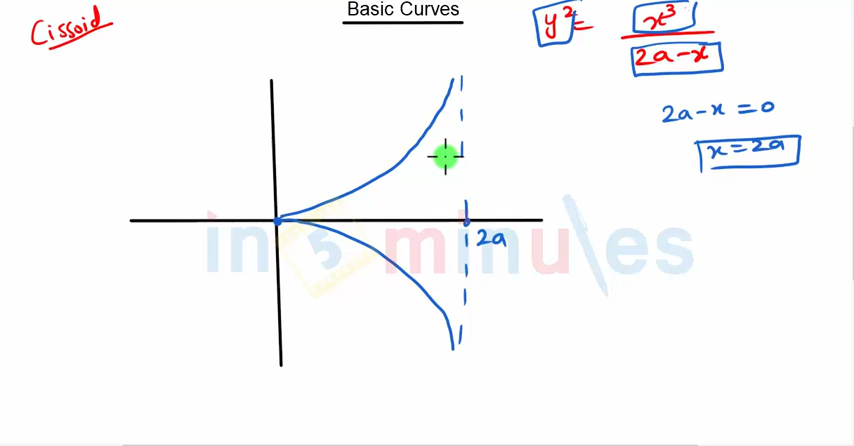 Basic Curves
Cissoid
y² = x³ / 2a - x
2a - x = 0
x = 2a
2a
in 5 minutes